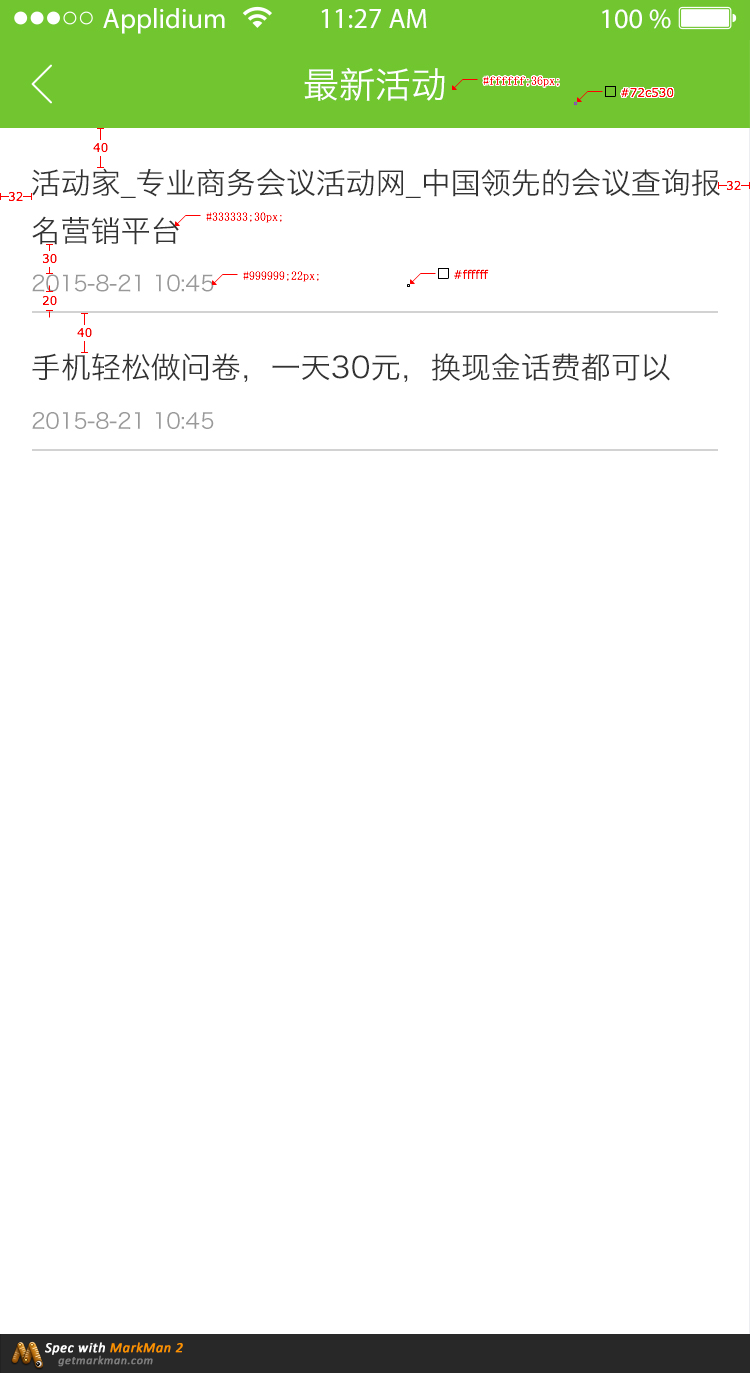 Applidium 11:27 AM 100 %
最新活动 #ffffff;36px; #72c530
40
32 活动家_专业商务会议活动网_中国领先的会议查询报 32
名营销平台 #333333;30px;
30
2015-8-21 10:45 #999999;22px; #ffffff
20
40
手机轻松做问卷，一天30元，换现金话费都可以
2015-8-21 10:45
Spec with MarkMan 2
getmarkman.com